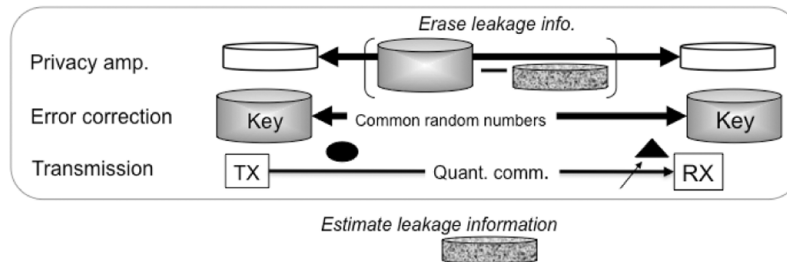 Erase leakage info.
Privacy amp.
Error correction
Key
Common random numbers
Key
Transmission
TX
Quant. comm.
RX
Estimate leakage information